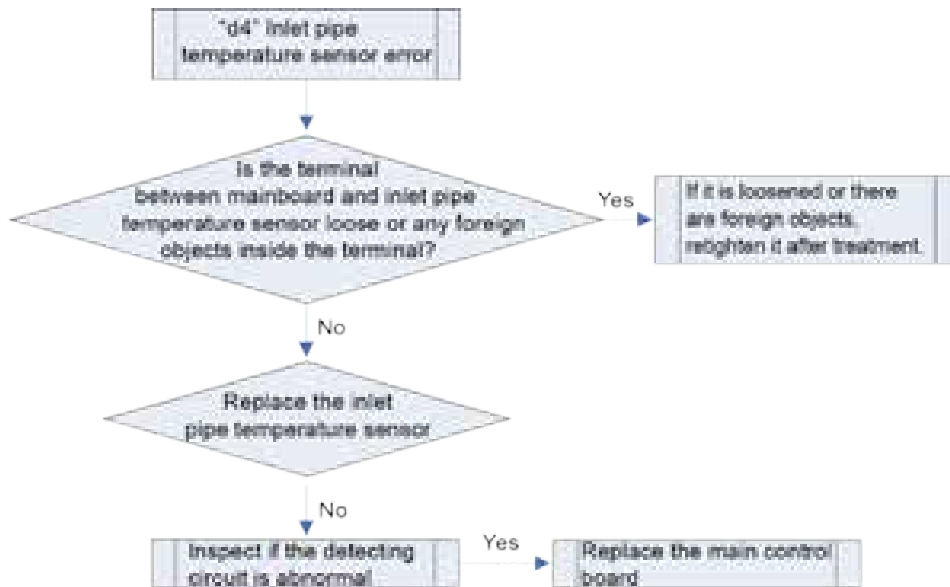 "d4" Inlet pipe
temperature sensor error
Is the terminal
between mainboard and inlet pipe
temperature sensor loose or any foreign
objects inside the terminal?
Yes
If it is loosened or there
are foreign objects,
retighten it after treatment.
No
Replace the inlet
pipe temperature sensor
No
Inspect if the detecting
circuit is abnormal
Yes
Replace the main control
board